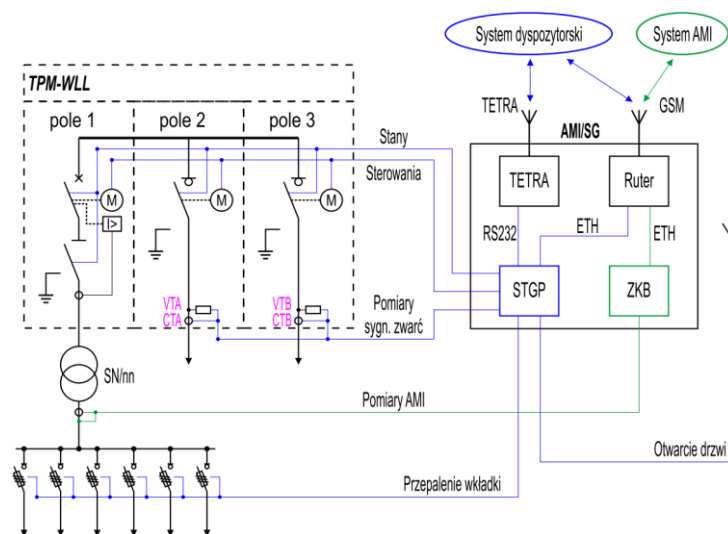 System dyspozytorski
System AMI
TPM-WLL
TETRA
GSM
pole 1
pole 2
pole 3
Stany
AMI/SG
Sterowania
M
M
M
TETRA
Ruter
I>
RS232
ETH
ETH
STGP
ZKB
VTA
CTA
VTB
CTB
Pomiary
sygn. zwarć
SN/nn
Pomiary AMI
Otwarcie drzwi
Przepalenie wkładki